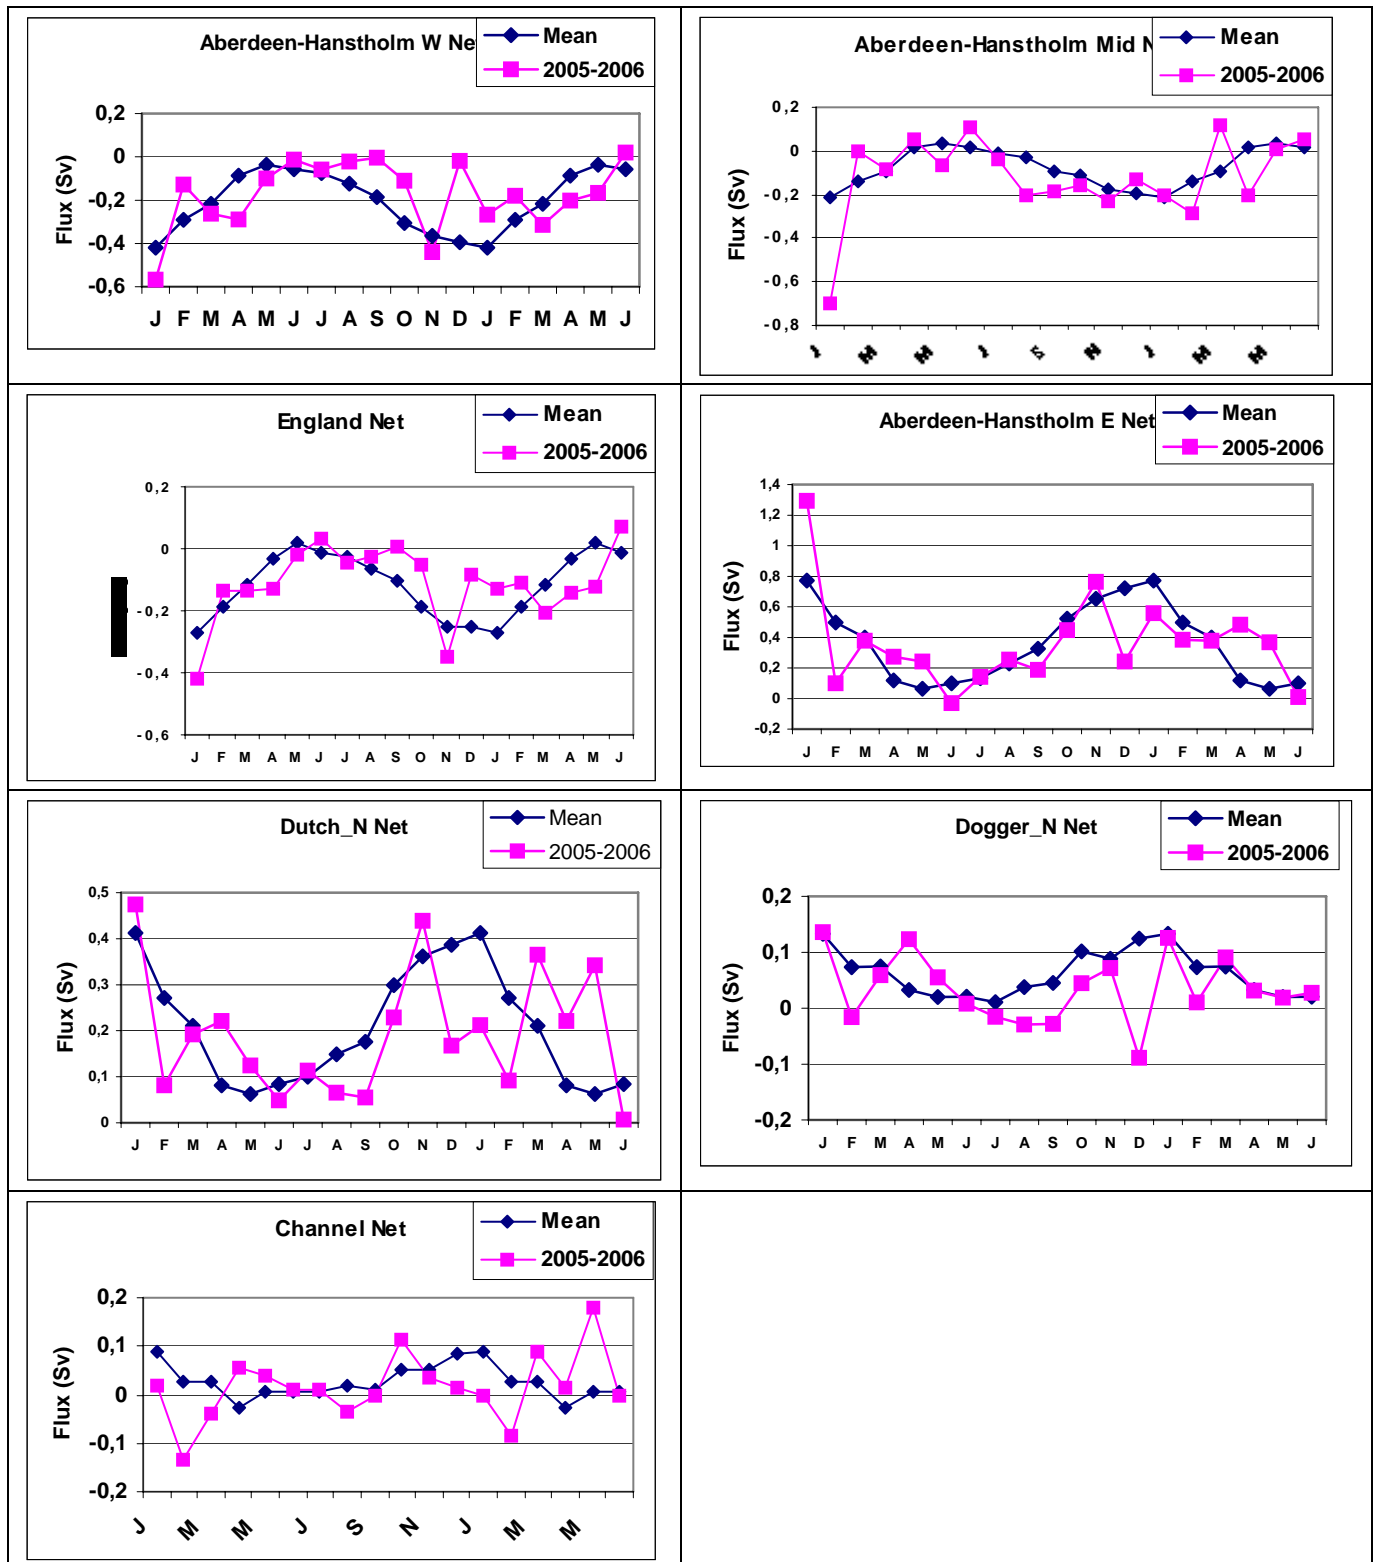 Aberdeen-Hanstholm W Ne
Mean
2005-2006
Flux (Sv)
0,2
0
-0,2
-0,4
-0,6
J F M A M J J A S O N D J F M A M J
Aberdeen-Hanstholm Mid N
Mean
2005-2006
Flux (Sv)
0,2
0
-0,2
-0,4
-0,6
-0,8
J M M J S N J M M
England Net
Mean
2005-2006
0,2
0
-0,2
-0,4
-0,6
J F M A M J J A S O N D J F M A M J
Aberdeen-Hanstholm E Net
Mean
2005-2006
Flux (Sv)
1,4
1,2
1
0,8
0,6
0,4
0,2
0
-0,2
J F M A M J J A S O N D J F M A M J
Dutch_N Net
Mean
2005-2006
Flux (Sv)
0,5
0,4
0,3
0,2
0,1
0
J F M A M J J A S O N D J F M A M J
Dogger_N Net
Mean
2005-2006
Flux (Sv)
0,2
0,1
0
-0,1
-0,2
J F M A M J J A S O N D J F M A M J
Channel Net
Mean
2005-2006
Flux (Sv)
0,2
0,1
0
-0,1
-0,2
J M M J S N J M M